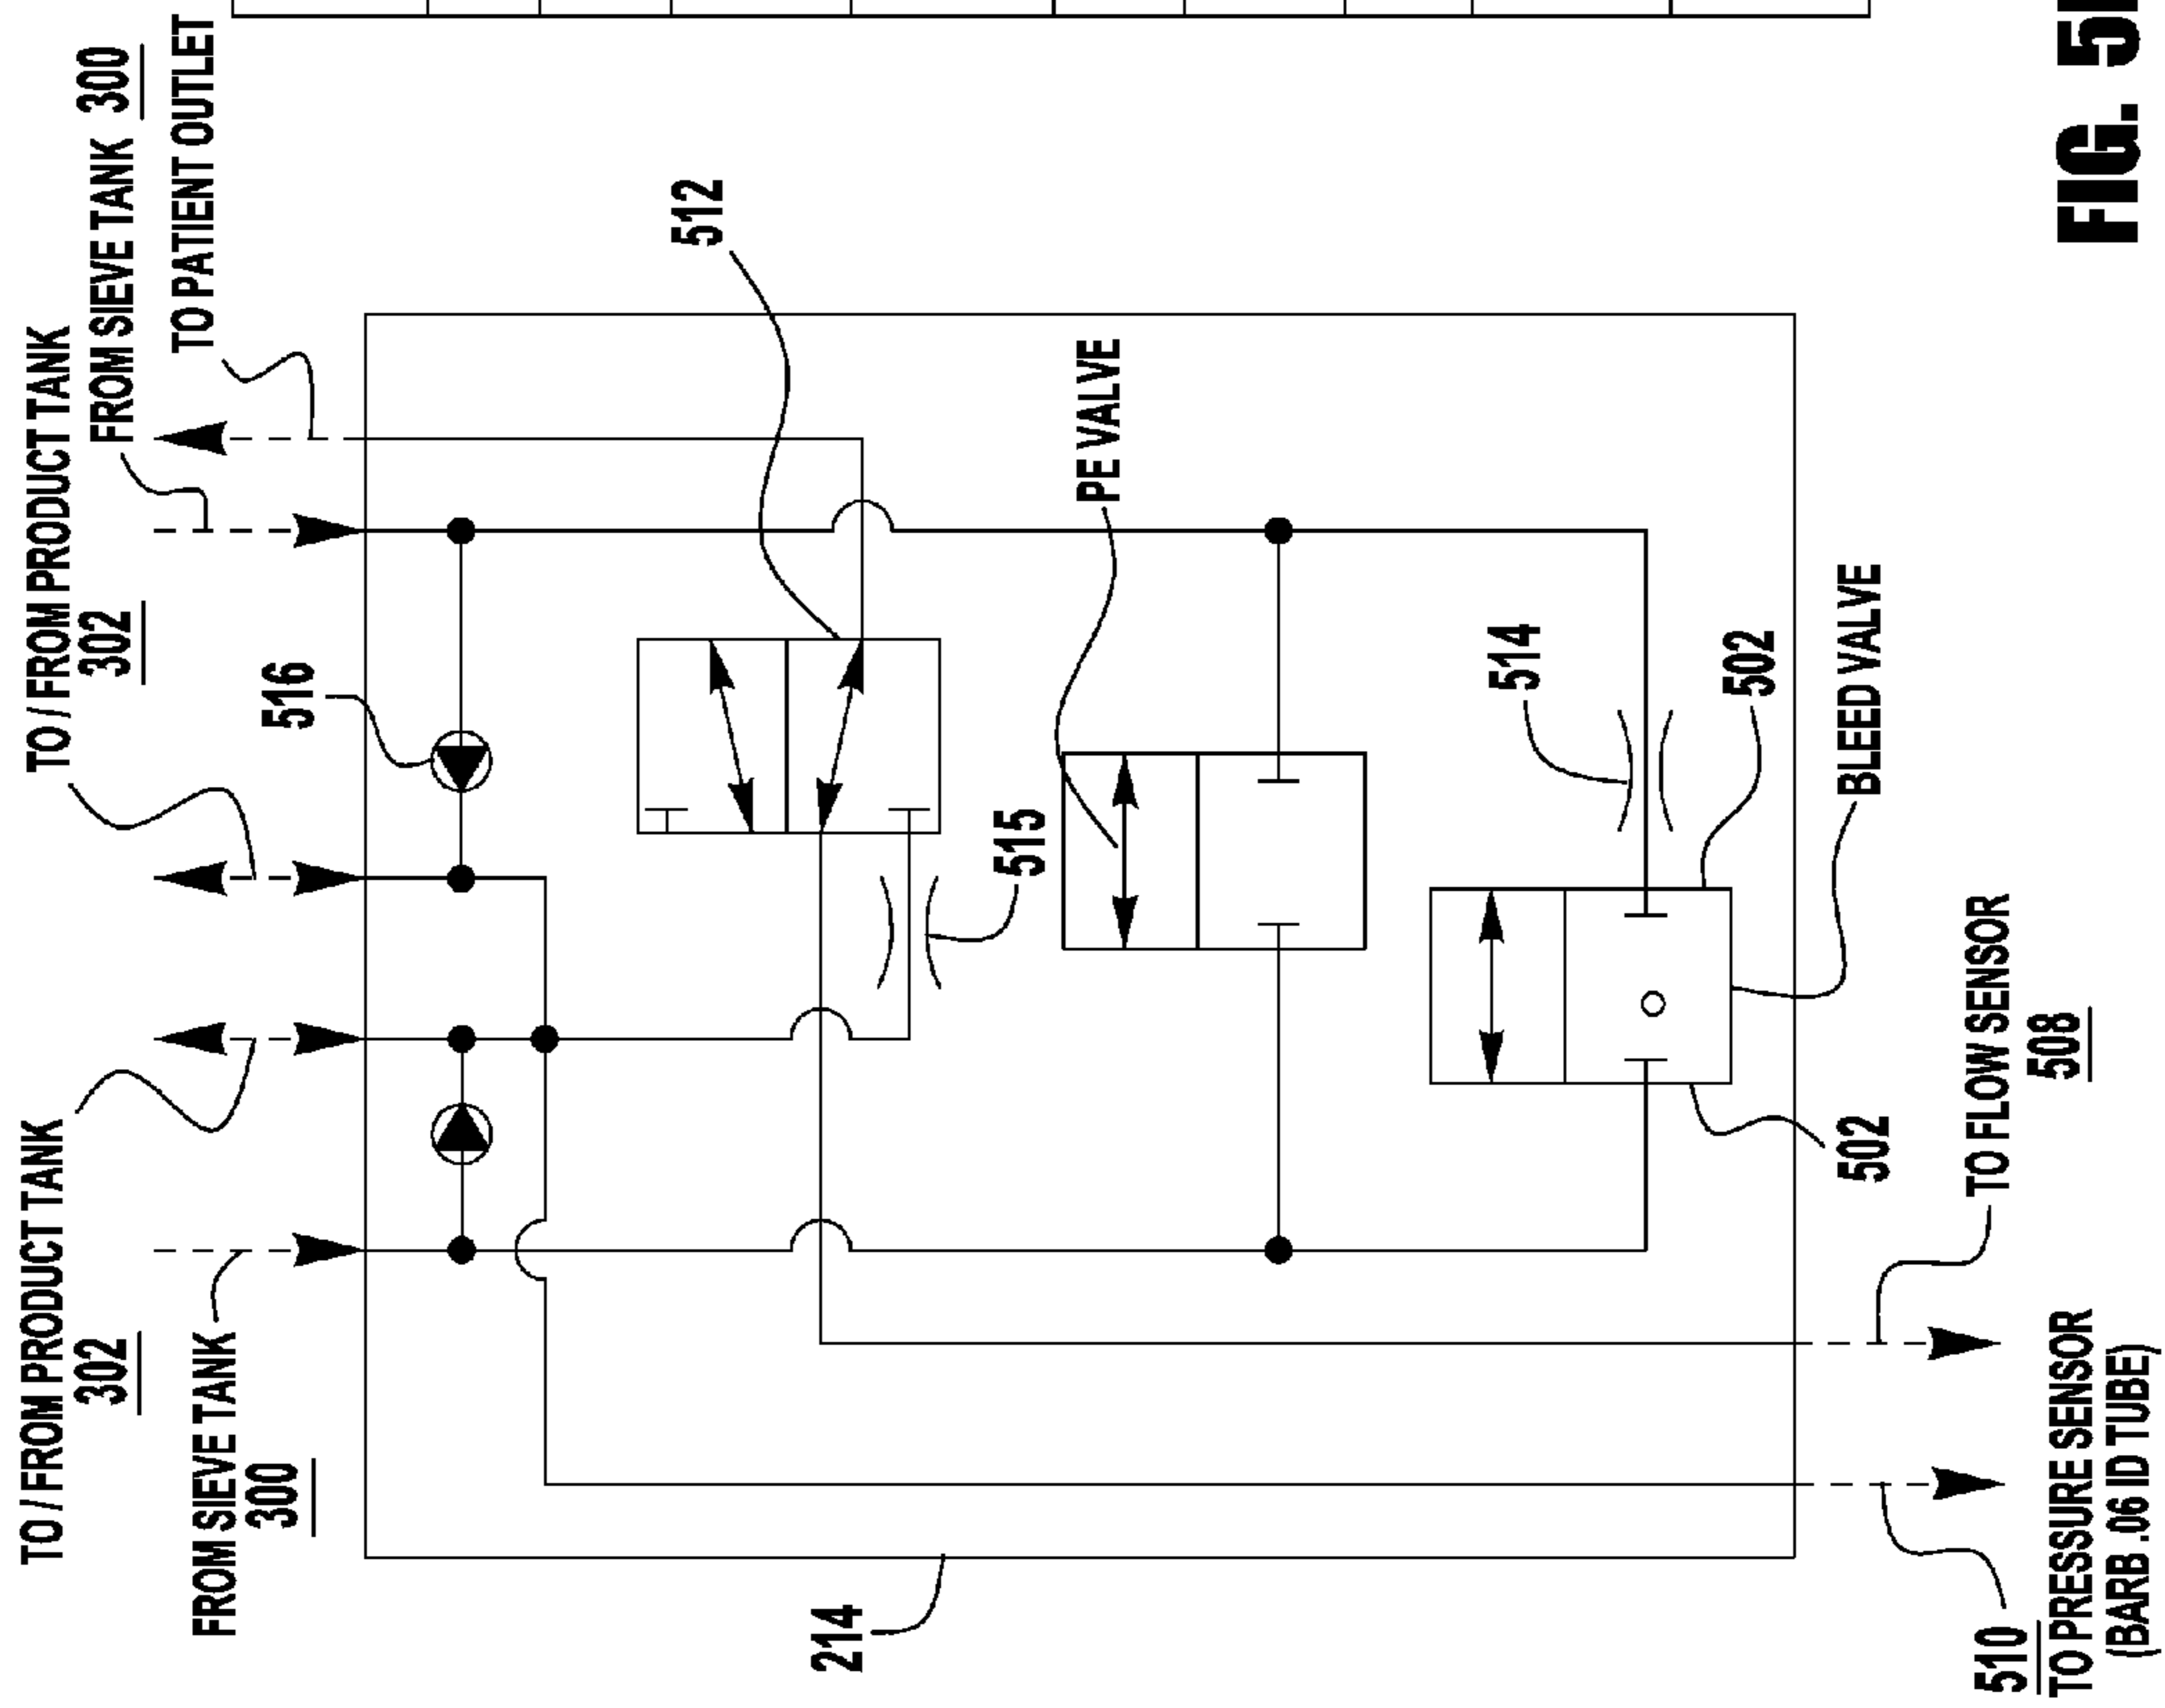 TO / FROM PRODUCT TANK
302
TO / FROM PRODUCT TANK
302
FROM SIEVE TANK 300
TO PATIENT OUTLET
FROM SIEVE TANK
300
516
512
214
515
PE VALVE
514
502
BLEED VALVE
502
TO FLOW SENSOR
508
510
TO PRESSURE SENSOR
(BARB .06 ID TUBE)
FIG.